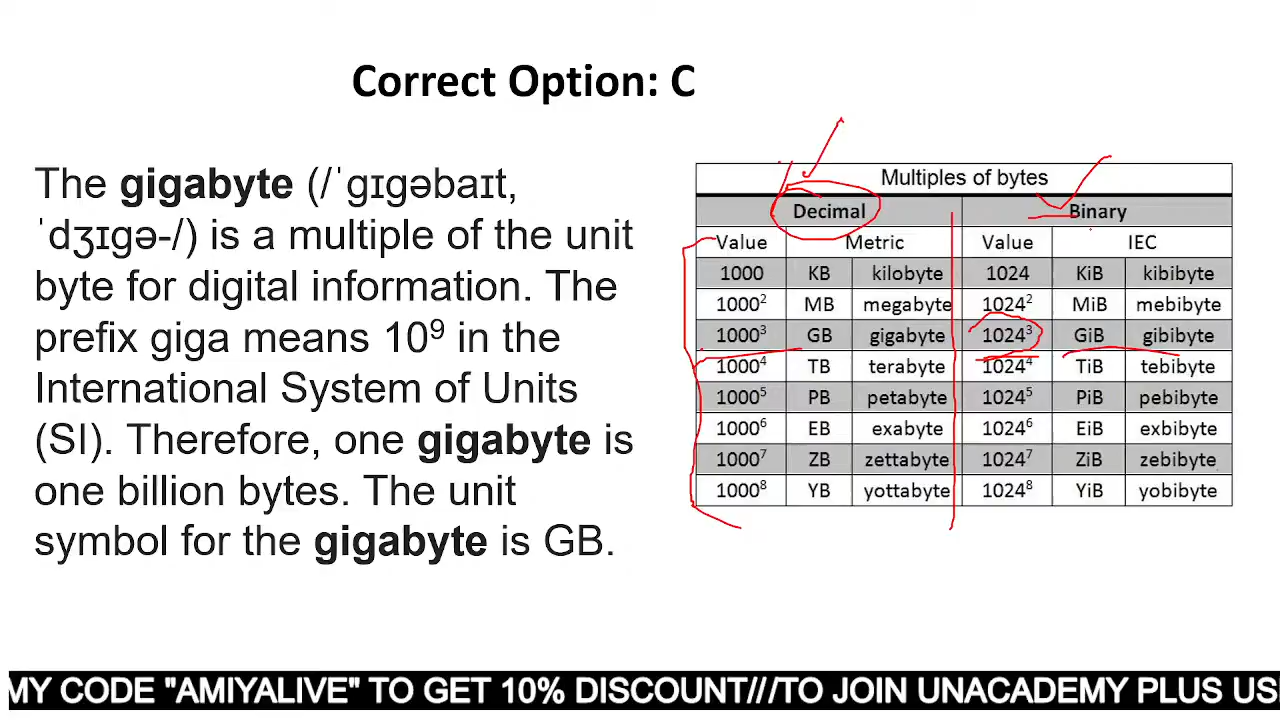 Correct Option: C
The gigabyte (/ˈɡɪɡəbaɪt,
ˈdʒɪɡə-/) is a multiple of the unit
byte for digital information. The
prefix giga means 10⁹ in the
International System of Units
(SI). Therefore, one gigabyte is
one billion bytes. The unit
symbol for the gigabyte is GB.
Multiples of bytes
Decimal Binary
Value Metric Value IEC
1000 KB kilobyte 1024 KiB kibibyte
1000² MB megabyte 1024² MiB mebibyte
1000³ GB gigabyte 1024³ GiB gibibyte
1000⁴ TB terabyte 1024⁴ TiB tebibyte
1000⁵ PB petabyte 1024⁵ PiB pebibyte
1000⁶ EB exabyte 1024⁶ EiB exbibyte
1000⁷ ZB zettabyte 1024⁷ ZiB zebibyte
1000⁸ YB yottabyte 1024⁸ YiB yobibyte
MY CODE "AMIYALIVE" TO GET 10% DISCOUNT///TO JOIN UNACADEMY PLUS US